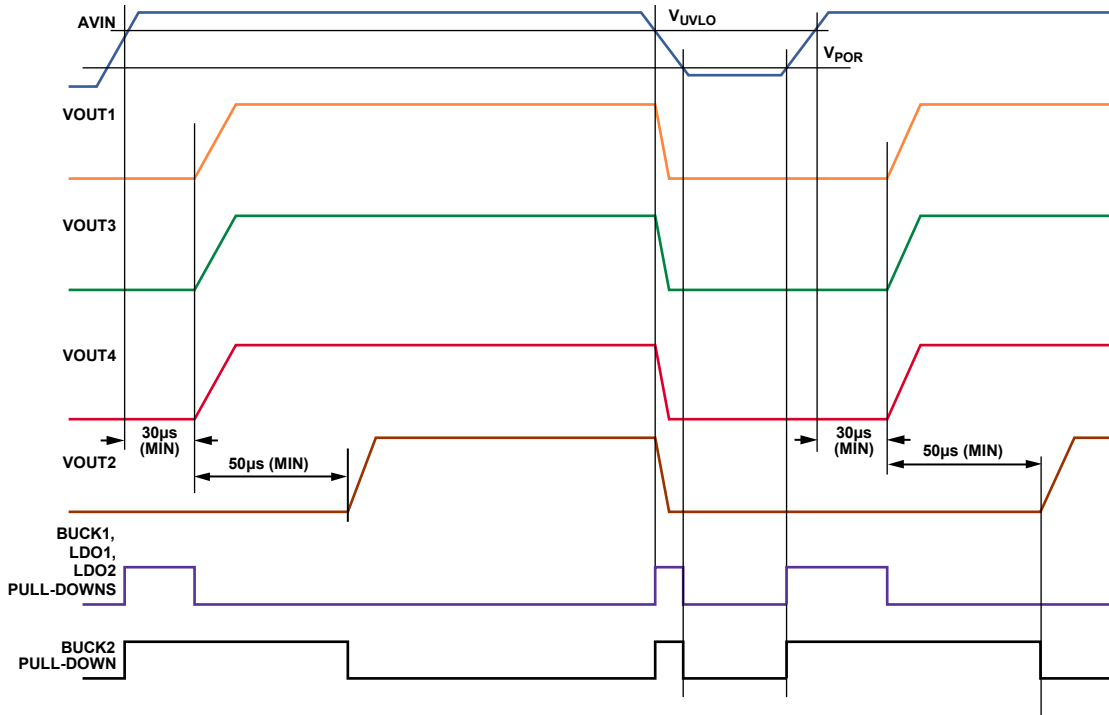 AVIN
VUVLO
VPOR
VOUT1
VOUT3
VOUT4
30µs
(MIN)
30µs
(MIN)
VOUT2
50µs (MIN)
50µs (MIN)
BUCK1,
LDO1,
LDO2
PULL-DOWNS
BUCK2
PULL-DOWN